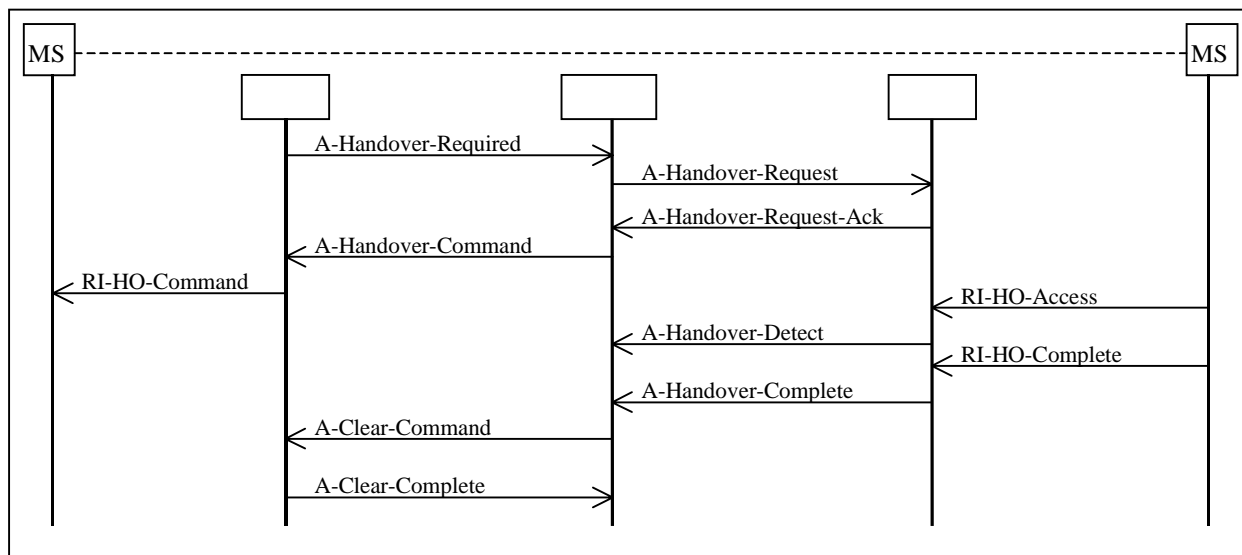 MS
MS
A-Handover-Required
A-Handover-Request
A-Handover-Request-Ack
A-Handover-Command
RI-HO-Command
RI-HO-Access
A-Handover-Detect
RI-HO-Complete
A-Handover-Complete
A-Clear-Command
A-Clear-Complete